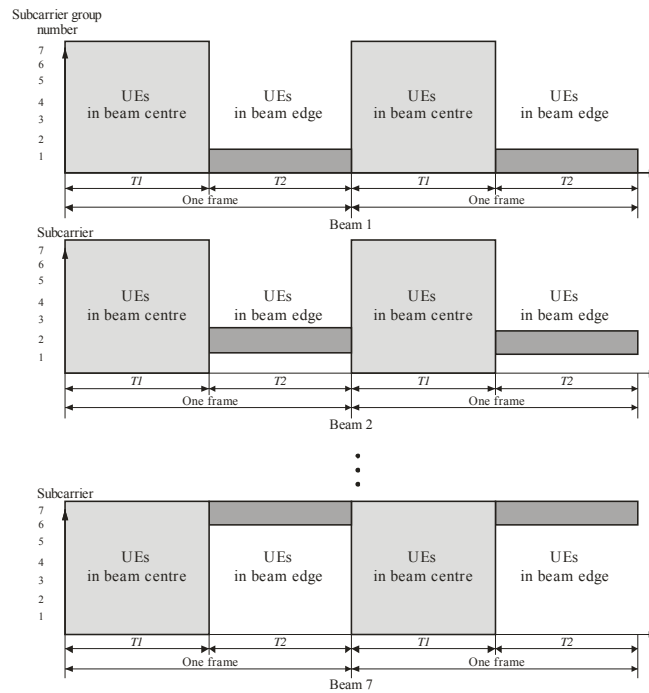 Subcarrier group
number
7
6
5
4
3
2
1
UEs
in beam centre
UEs
in beam edge
UEs
in beam centre
UEs
in beam edge
T1
T2
T1
T2
One frame
One frame
Beam 1
Subcarrier
7
6
5
4
3
2
1
UEs
in beam centre
UEs
in beam edge
UEs
in beam centre
UEs
in beam edge
T1
T2
T1
T2
One frame
One frame
Beam 2
Subcarrier
7
6
5
4
3
2
1
UEs
in beam centre
UEs
in beam edge
UEs
in beam centre
UEs
in beam edge
T1
T2
T1
T2
One frame
One frame
Beam 7